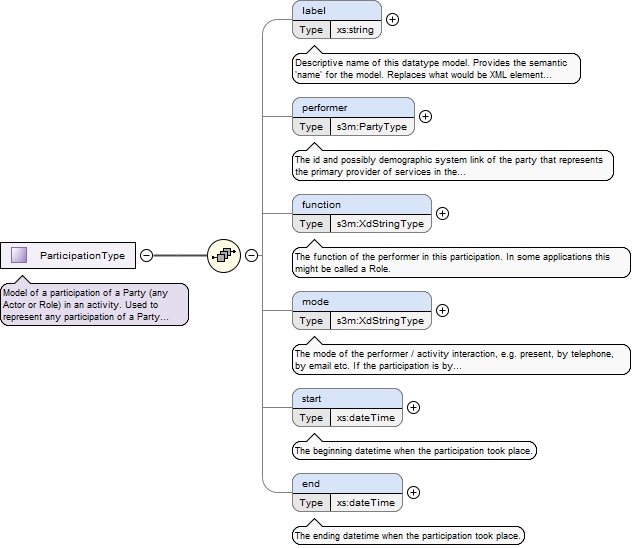 label
Type xs:string
Descriptive name of this datatype model. Provides the semantic
'name' for the model. Replaces what would be XML element...
performer
Type s3m:PartyType
The id and possibly demographic system link of the party that represents
the primary provider of services in the...
function
Type s3m:XdStringType
The function of the performer in this participation. In some applications this
might be called a Role.
ParticipationType
Model of a participation of a Party (any
Actor or Role) in an activity. Used to
represent any participation of a Party...
mode
Type s3m:XdStringType
The mode of the performer / activity interaction, e.g. present, by telephone,
by email etc. If the participation is by...
start
Type xs:dateTime
The beginning datetime when the participation took place.
end
Type xs:dateTime
The ending datetime when the participation took place.